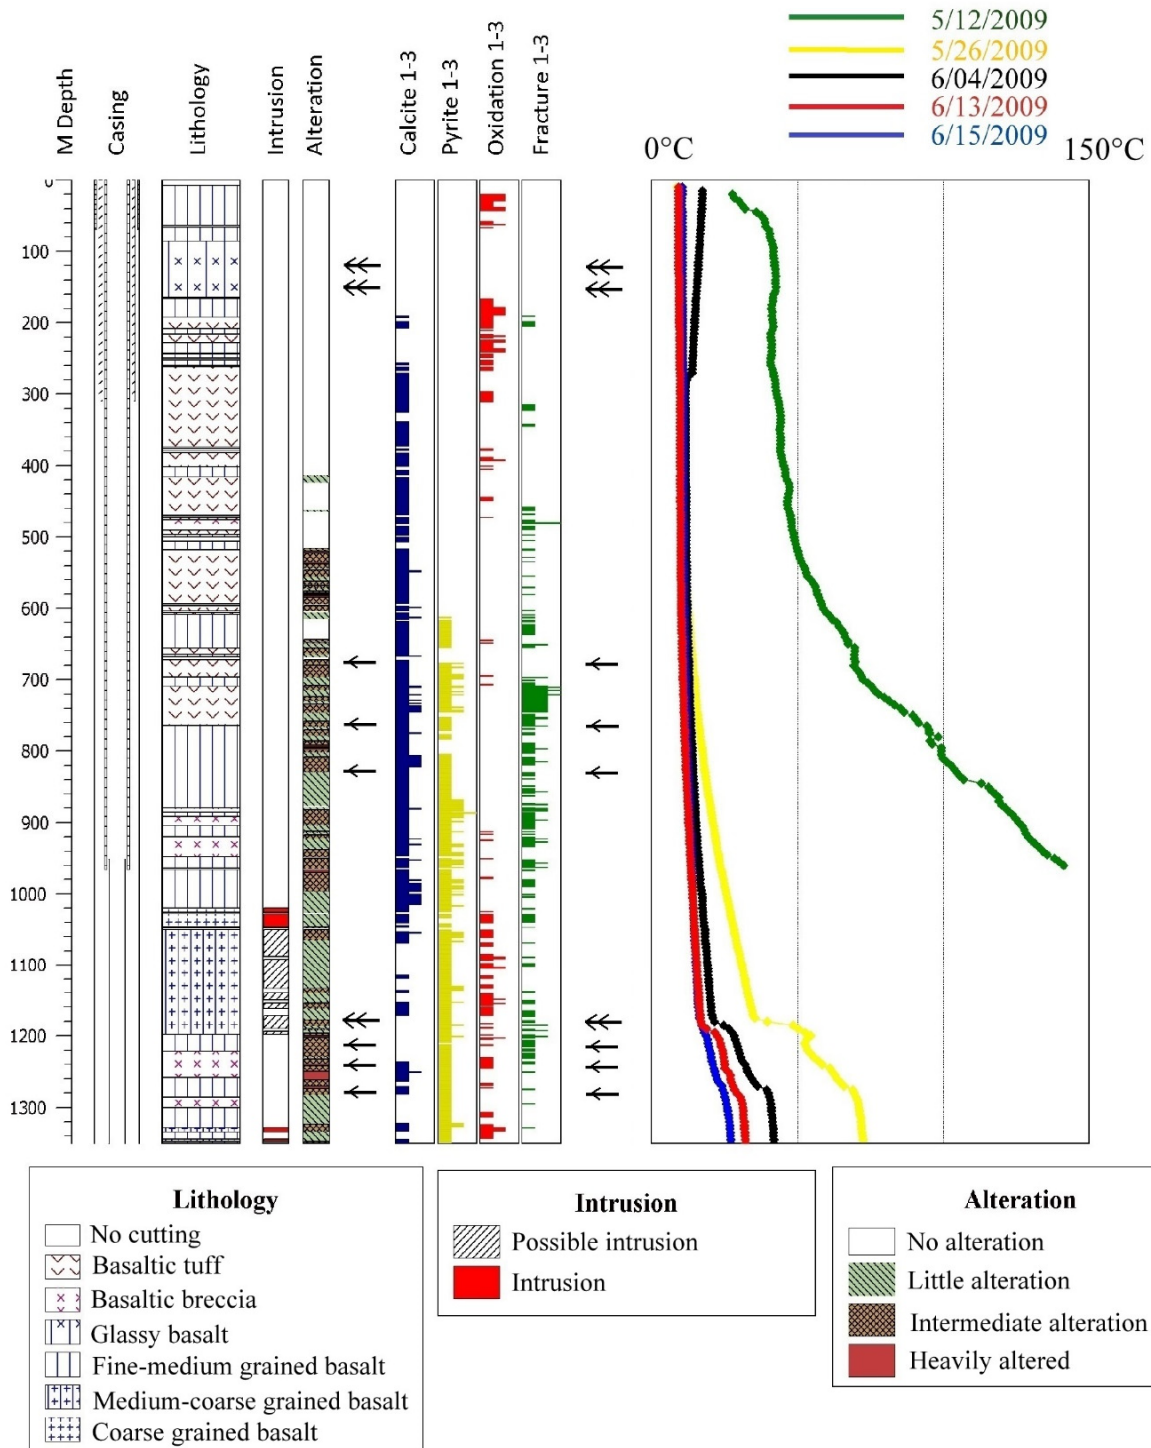 5/12/2009
5/26/2009
6/04/2009
6/13/2009
6/15/2009
M Depth
Casing
Lithology
Intrusion
Alteration
Calcite 1-3
Pyrite 1-3
Oxidation 1-3
Fracture 1-3
0°C
150°C
100
200
300
400
500
600
700
800
900
1000
1100
1200
1300
Lithology
No cutting
Basaltic tuff
Basaltic breccia
Glassy basalt
Fine-medium grained basalt
Medium-coarse grained basalt
Coarse grained basalt
Intrusion
Possible intrusion
Intrusion
Alteration
No alteration
Little alteration
Intermediate alteration
Heavily altered